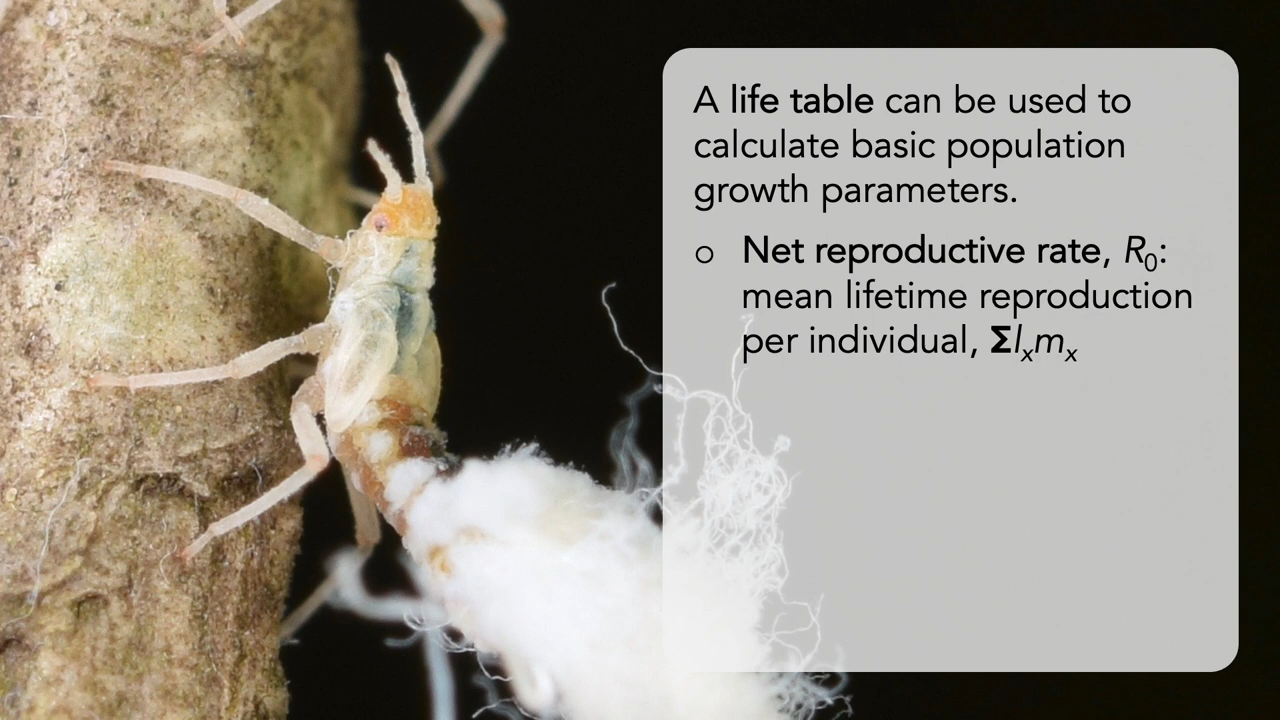 A life table can be used to
calculate basic population
growth parameters.
○ Net reproductive rate, R₀:
mean lifetime reproduction
per individual, Σlₓmₓ